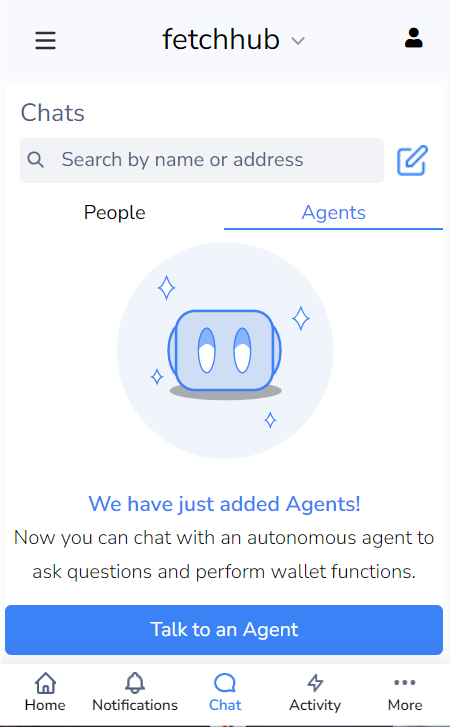 fetchhub
Chats
Search by name or address
People
Agents
We have just added Agents!
Now you can chat with an autonomous agent to
ask questions and perform wallet functions.
Talk to an Agent
Home
Notifications
Chat
Activity
More